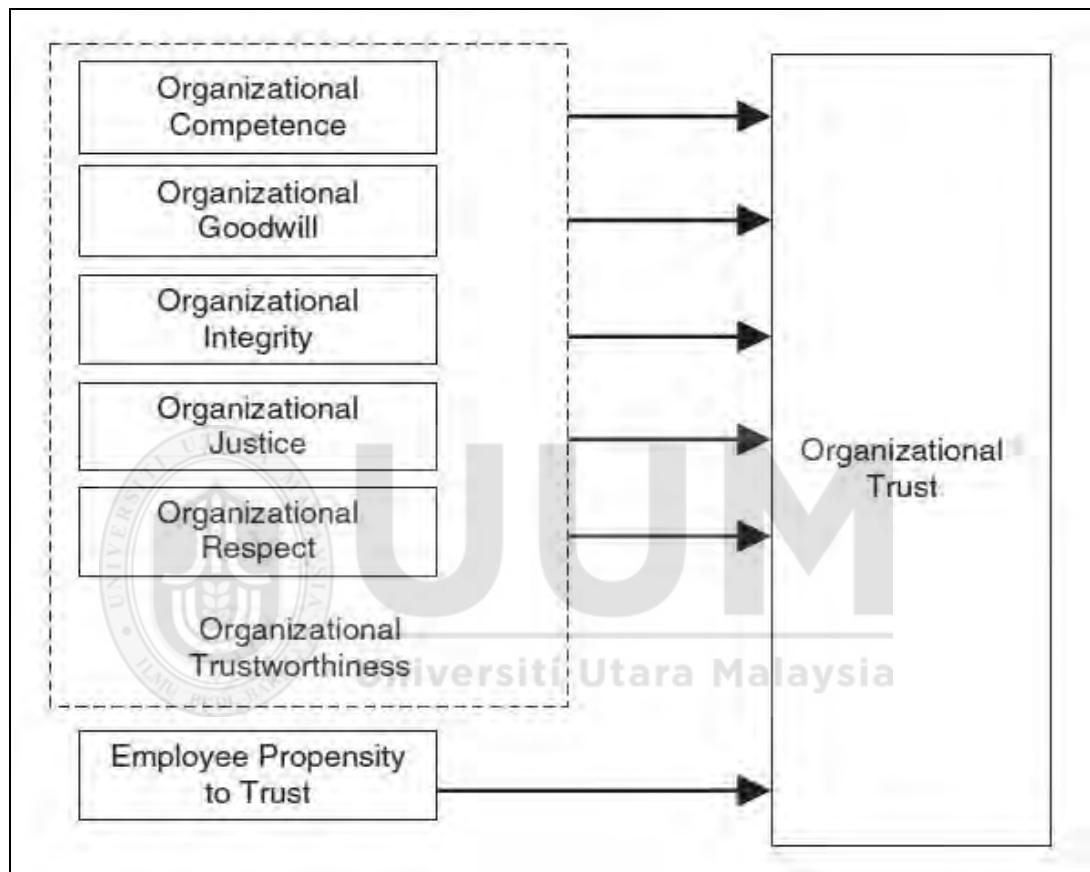 Organizational
Competence
Organizational
Goodwill
Organizational
Integrity
Organizational
Justice
Organizational
Respect
Organizational
Trustworthiness
Employee Propensity
to Trust
Organizational
Trust
UUM
Universiti Utara Malaysia